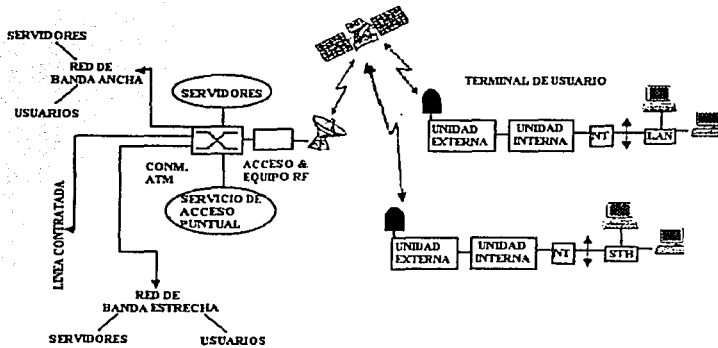 SERVIDORES
RED DE
BANDA ANCHA
USUARIOS
SERVIDORES
CONM.
ATM
ACCESO &
EQUIPO RF
SERVICIO DE
ACCESO
PUNTUAL
LINEA CONTRATADA
RED DE
BANDA ESTRECHA
SERVIDORES
USUARIOS
TERMINAL DE USUARIO
UNIDAD
EXTERNA
UNIDAD
INTERNA
NT
LAN
UNIDAD
EXTERNA
UNIDAD
INTERNA
NT
STH